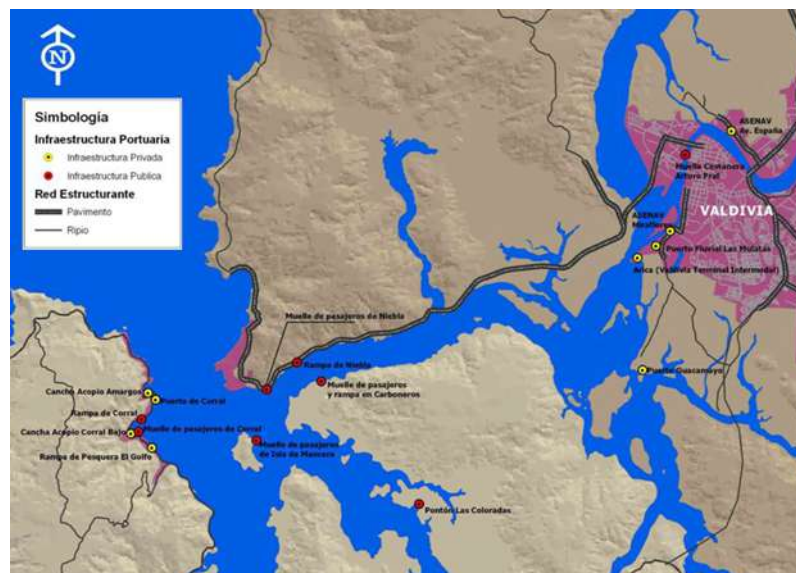 N
Simbología
Infraestructura Portuaria
Infraestructura Privada
Infraestructura Publica
Red Estructurante
Pavimento
Ripio
ASENAV
Av. España
Muelle Costanera
Arturo Prat
VALDIVIA
ASENAV
Miraflores
Puerto Fluvial Las Mulatas
Arica (Valdivia Terminal Intermodal)
Muelle de pasajeros de Niebla
Rampa de Niebla
Muelle de pasajeros
y rampa en Carboneros
Puerto Guacamayo
Cancha Acopio Amargos
Puerto de Corral
Rampa de Corral
Cancha Acopio Corral Bajo
Muelle de pasajeros de Corral
Rampa de Pesquera El Golfo
Muelle de pasajeros
de Isla de Mancera
Pontón Las Coloradas